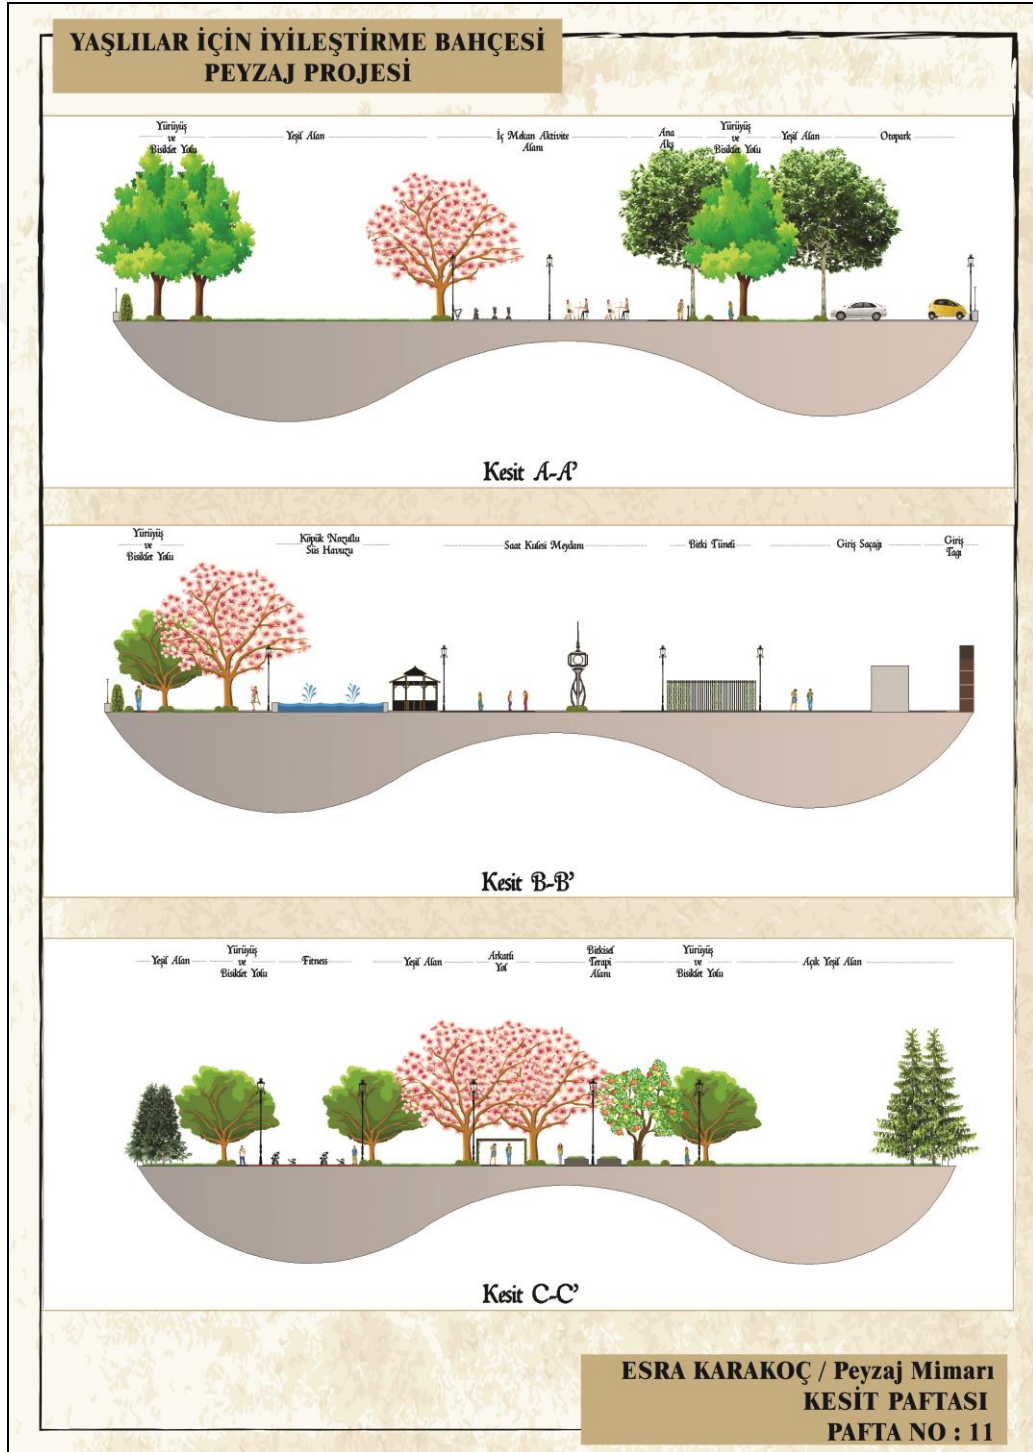 YAŞLILAR İÇİN İYİLEŞTİRME BAHÇESİ
PEYZAJ PROJESİ
Yürüyüş
ve
Bisiklet Yolu
Yeşil Alan
İç Mekan Aktivite
Alanı
Ana
Aks
Yürüyüş
ve
Bisiklet Yolu
Yeşil Alan
Otopark
Kesit A-A'
Yürüyüş
ve
Bisiklet Yolu
Köpük Nozullu
Süs Havuzu
Saat Kulesi Meydanı
Bitki Tüneli
Giriş Saçağı
Giriş
Tagı
Kesit B-B'
Yeşil Alan
Yürüyüş
ve
Bisiklet Yolu
Fitness
Yeşil Alan
Arkatlı
Yol
Bitkisel
Terapi
Alanı
Yürüyüş
ve
Bisiklet Yolu
Açık Yeşil Alan
Kesit C-C'
ESRA KARAKOÇ / Peyzaj Mimarı
KESİT PAFTASI
PAFTA NO : 11